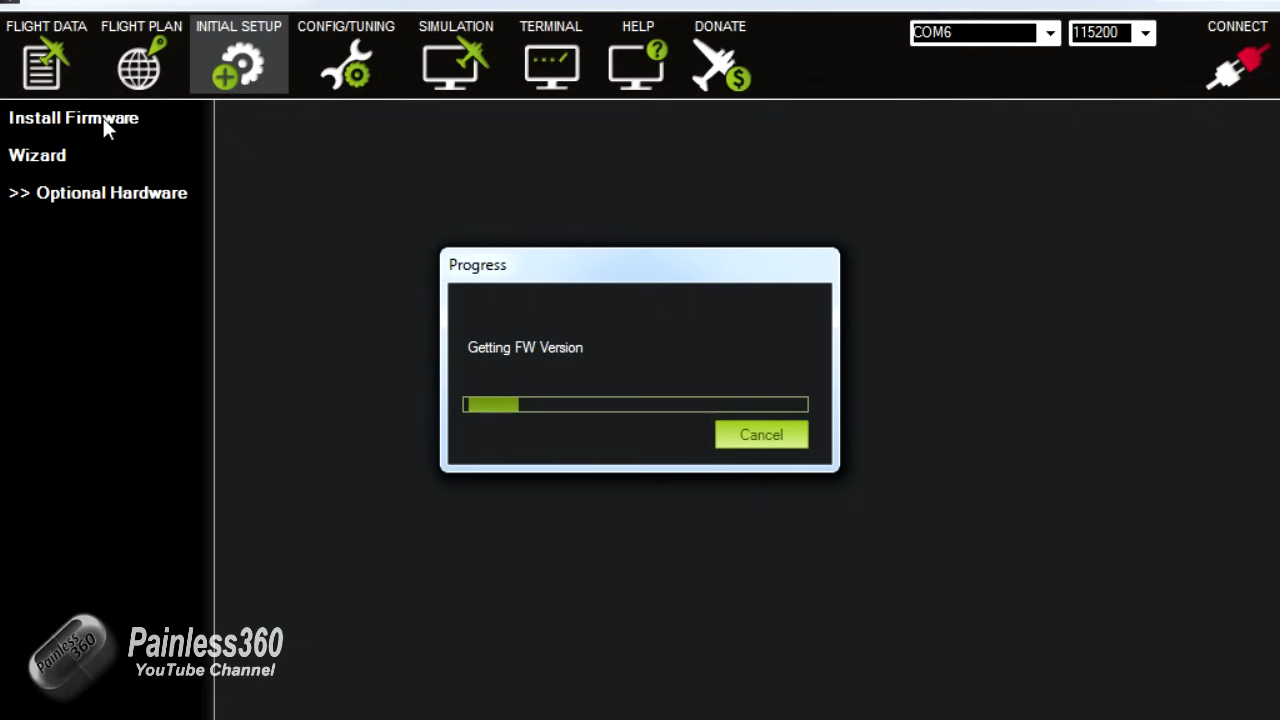 FLIGHT DATA FLIGHT PLAN INITIAL SETUP CONFIG/TUNING SIMULATION TERMINAL HELP DONATE COM6 115200 CONNECT
Install Firmware
Wizard
>> Optional Hardware
Progress
Getting FW Version
Cancel
Painless360
Painless360
YouTube Channel